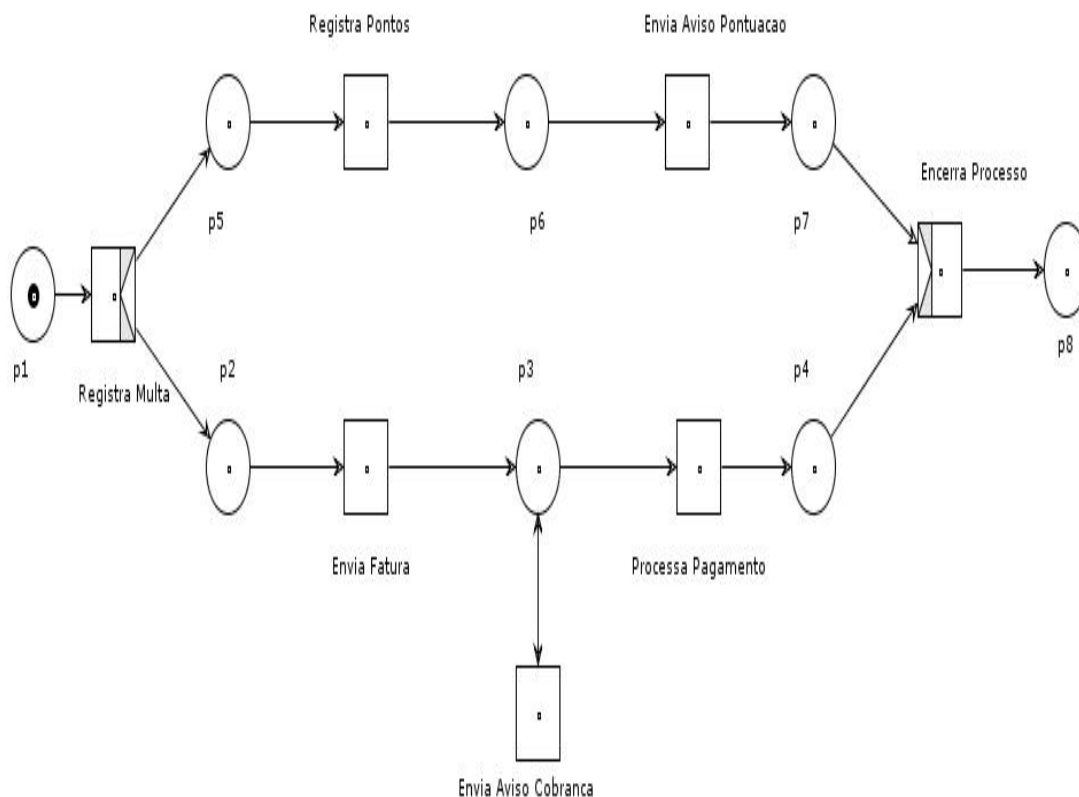 Registra Pontos
Envia Aviso Pontuacao
Encerra Processo
p5
p6
p7
p1
p2
p3
p4
p8
Registra Multa
Envia Fatura
Processa Pagamento
Envia Aviso Cobranca